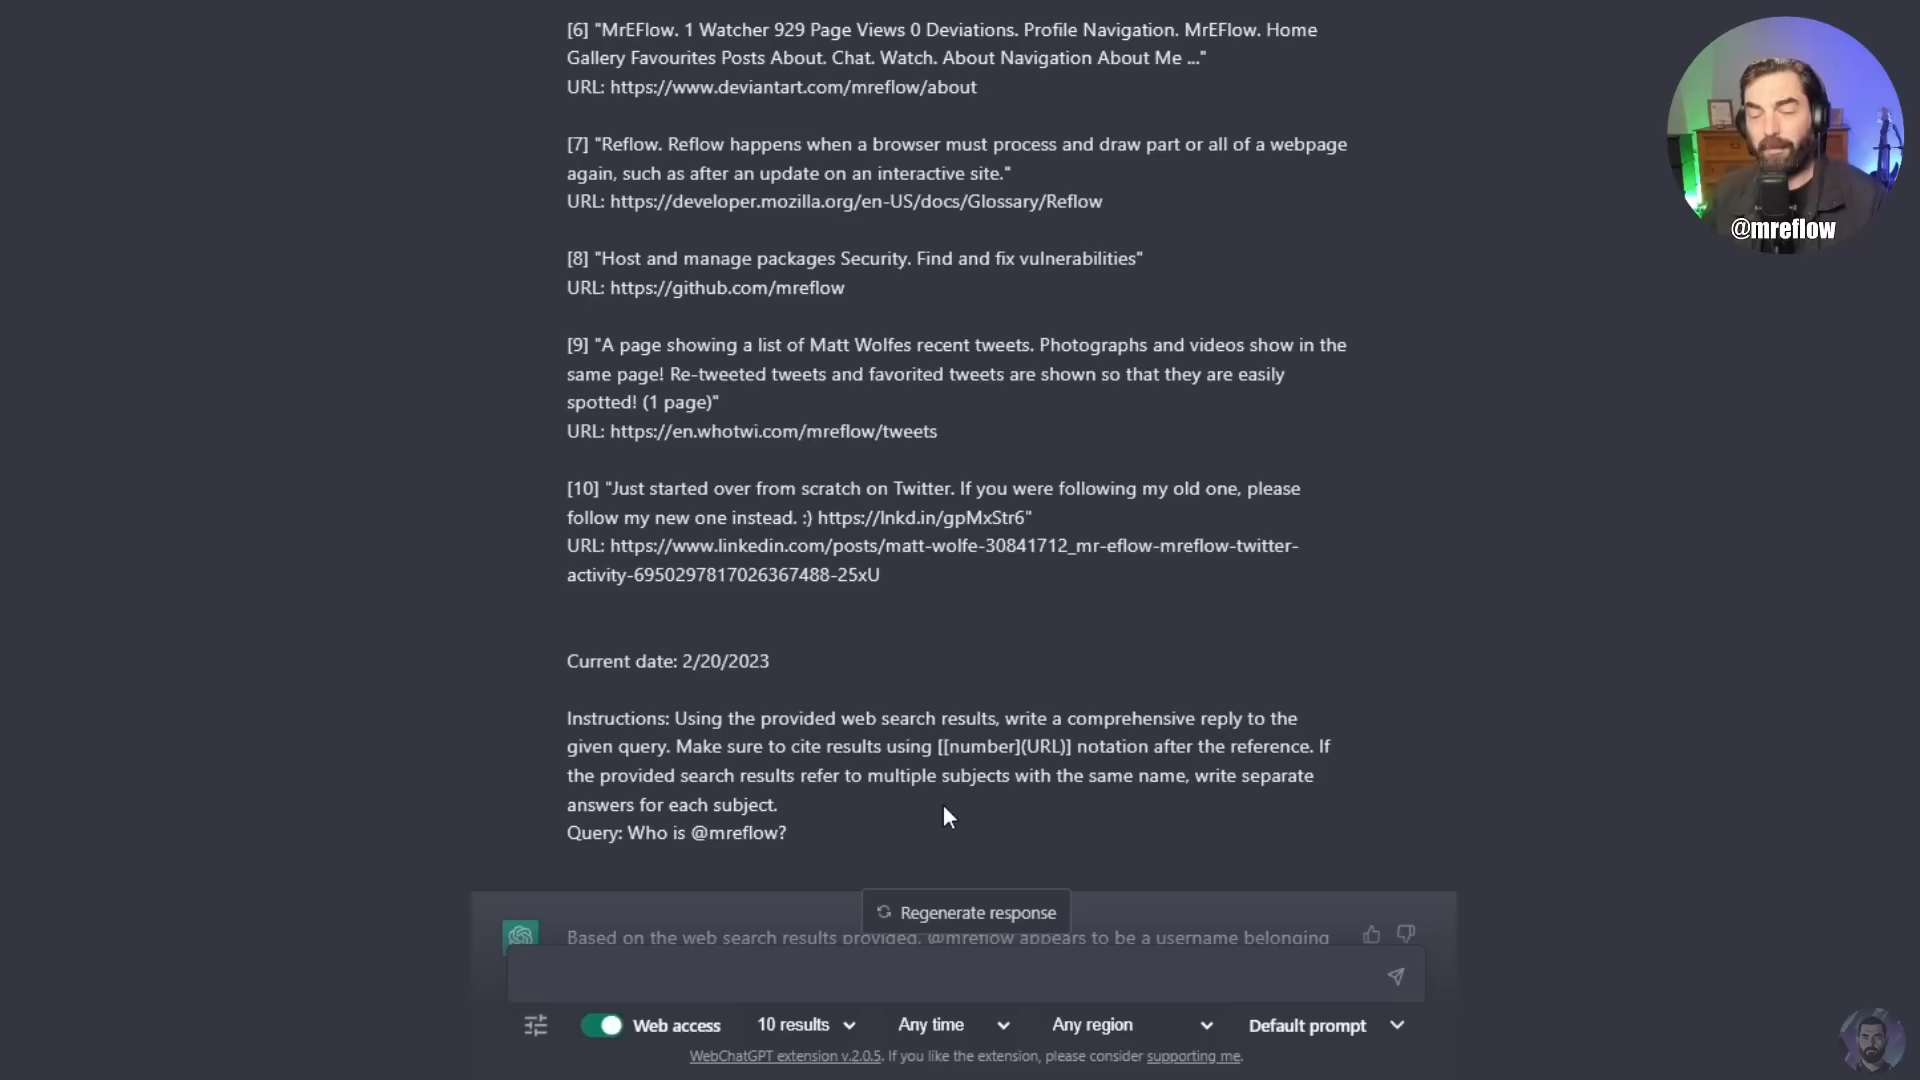 [6] "MrEFlow. 1 Watcher 929 Page Views 0 Deviations. Profile Navigation. MrEFlow. Home
Gallery Favourites Posts About. Chat. Watch. About Navigation About Me ..."
URL: https://www.deviantart.com/mreflow/about
@mreflow
[7] "Reflow. Reflow happens when a browser must process and draw part or all of a webpage
again, such as after an update on an interactive site."
URL: https://developer.mozilla.org/en-US/docs/Glossary/Reflow
[8] "Host and manage packages Security. Find and fix vulnerabilities"
URL: https://github.com/mreflow
[9] "A page showing a list of Matt Wolfes recent tweets. Photographs and videos show in the
same page! Re-tweeted tweets and favorited tweets are shown so that they are easily
spotted! (1 page)"
URL: https://en.whotwi.com/mreflow/tweets
[10] "Just started over from scratch on Twitter. If you were following my old one, please
follow my new one instead. :) https://lnkd.in/gpMxStr6"
URL: https://www.linkedin.com/posts/matt-wolfe-30841712_mr-eflow-mreflow-twitter-
activity-6950297817026367488-25xU
Current date: 2/20/2023
Instructions: Using the provided web search results, write a comprehensive reply to the
given query. Make sure to cite results using [[number](URL)] notation after the reference. If
the provided search results refer to multiple subjects with the same name, write separate
answers for each subject.
Query: Who is @mreflow?
Regenerate response
Based on the web search results provided, @mreflow appears to be a username belonging
Web access 10 results Any time Any region Default prompt
WebChatGPT extension v.2.0.5. If you like the extension, please consider supporting me.